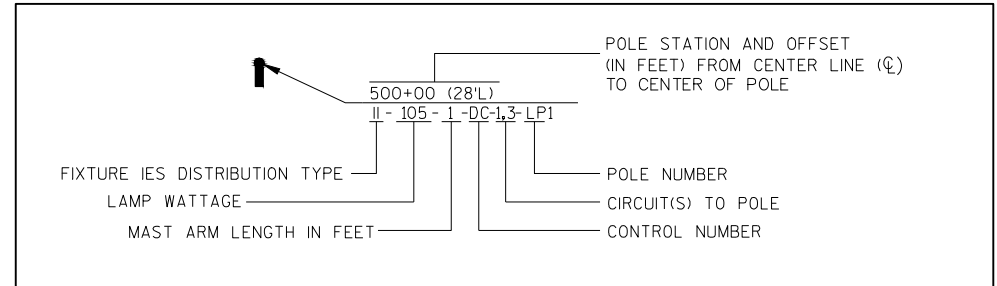 POLE STATION AND OFFSET
(IN FEET) FROM CENTER LINE (℄)
TO CENTER OF POLE
500+00 (28'L)
II - 105 - 1 -DC-1,3- LP1
FIXTURE IES DISTRIBUTION TYPE
POLE NUMBER
LAMP WATTAGE
CIRCUIT(S) TO POLE
MAST ARM LENGTH IN FEET
CONTROL NUMBER